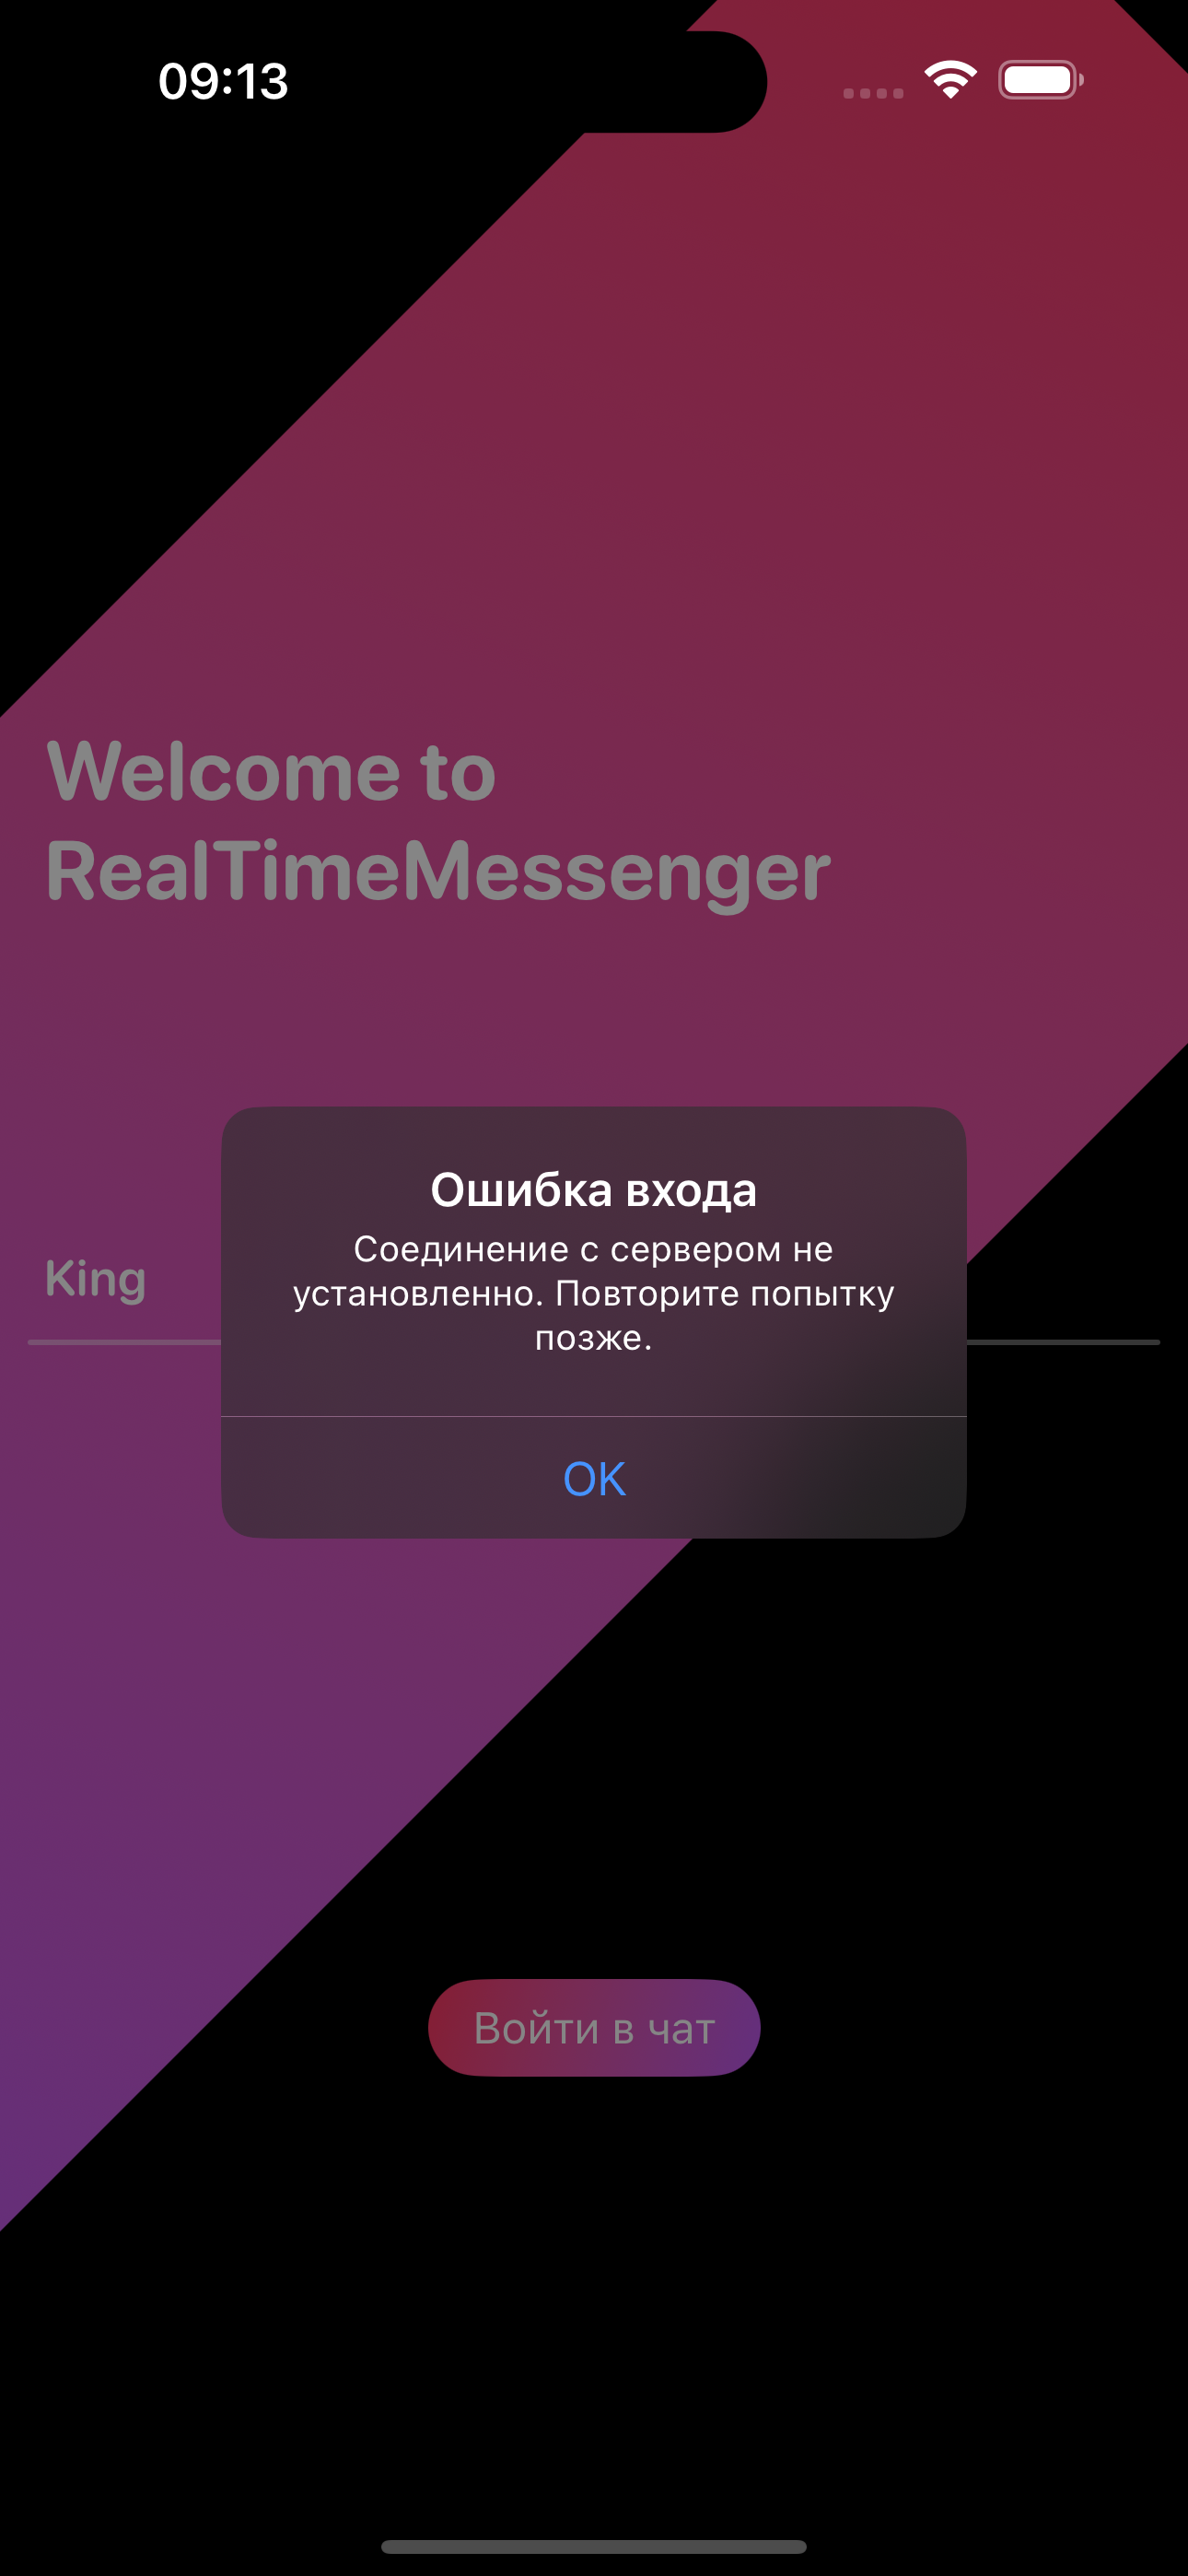 09:13
Welcome to
RealTimeMessenger
Ошибка входа
Соединение с сервером не
установленно. Повторите попытку
позже.
King
OK
Войти в чат